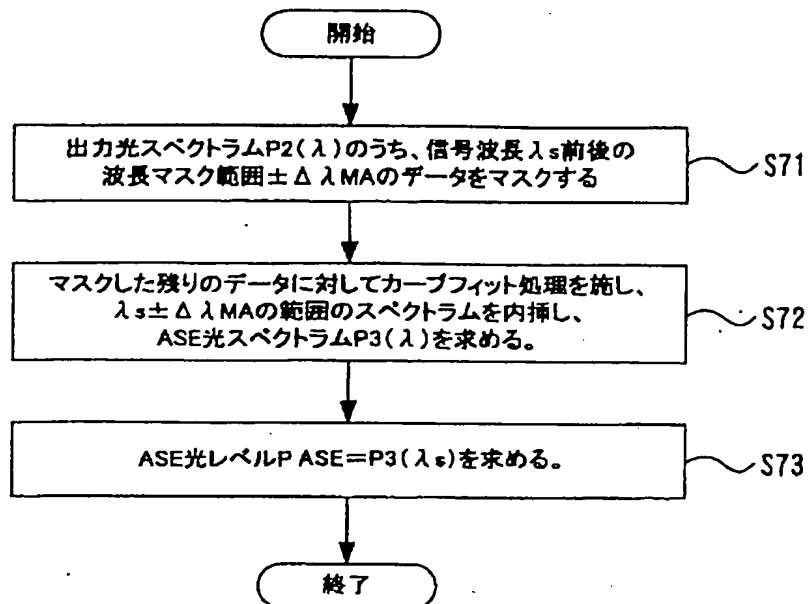 開始
出力光スペクトラムP2(λ)のうち、信号波長λs前後の
波長マスク範囲±ΔλMAのデータをマスクする
S71
マスクした残りのデータに対してカーブフィット処理を施し、
λs±ΔλMAの範囲のスペクトラムを内挿し、
ASE光スペクトラムP3(λ)を求める。
S72
ASE光レベルP ASE=P3(λs)を求める。
S73
終了